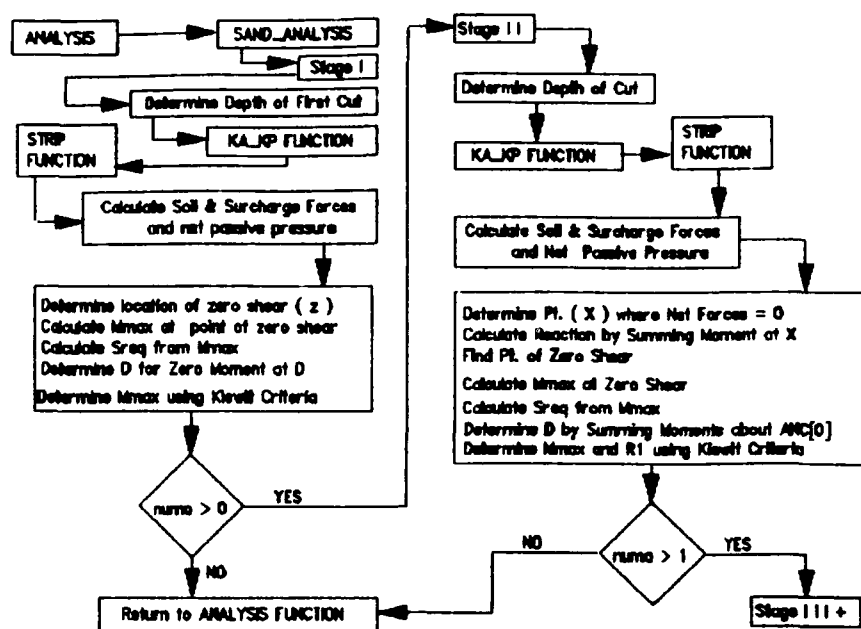 ANALYSIS
SAND_ANALYSIS
Stage I
Determine Depth of First Cut
KA_KP FUNCTION
STRIP
FUNCTION
Calculate Soil & Surcharge Forces
and net passive pressure
Determine location of zero shear ( z )
Calculate Mmax at point of zero shear
Calculate Sreq from Mmax
Determine D for Zero Moment at D
Determine Mmax using Kiewit Criteria
numa > 0
YES
NO
Return to ANALYSIS FUNCTION
Stage II
Determine Depth of Cut
KA_KP FUNCTION
STRIP
FUNCTION
Calculate Soil & Surcharge Forces
and Net Passive Pressure
Determine Pt. ( X ) where Net Forces = 0
Calculate Reaction by Summing Moment at X
Find Pt. of Zero Shear
Calculate Mmax at Zero Shear
Calculate Sreq from Mmax
Determine D by Summing Moments about ANC[0]
Determine Mmax and R1 using Kiewit Criteria
numa > 1
NO
YES
Stage III +